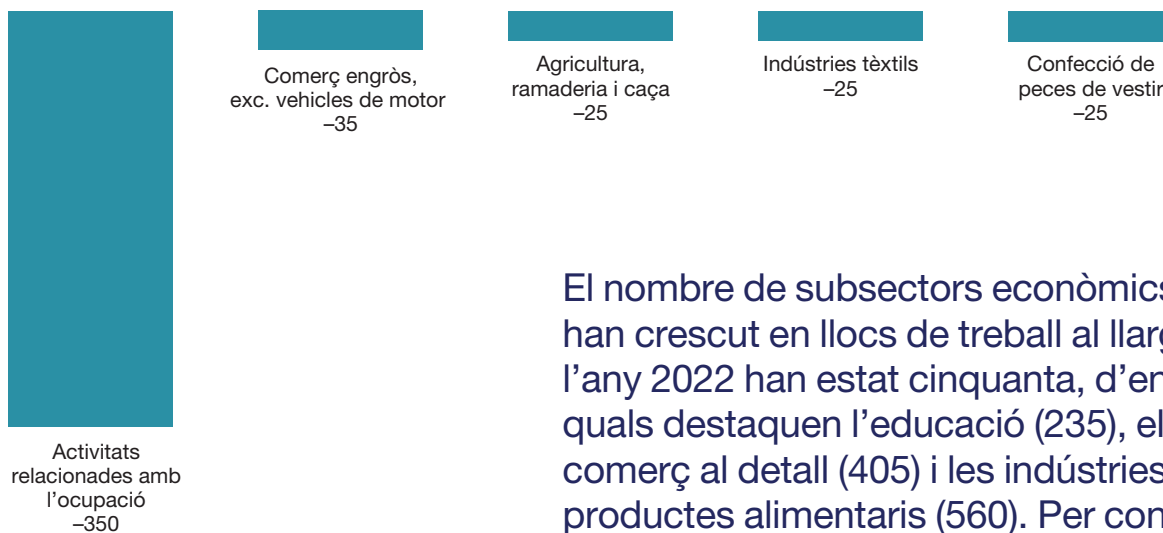 Activitats
relacionades amb
l’ocupació
–350
Comerç engròs,
exc. vehicles de motor
–35
Agricultura,
ramaderia i caça
–25
Indústries tèxtils
–25
Confecció de
peces de vestir
–25
El nombre de subsectors econòmics
han crescut en llocs de treball al llarg
l’any 2022 han estat cinquanta, d’en
quals destaquen l’educació (235), el
comerç al detall (405) i les indústries
productes alimentaris (560). Per con